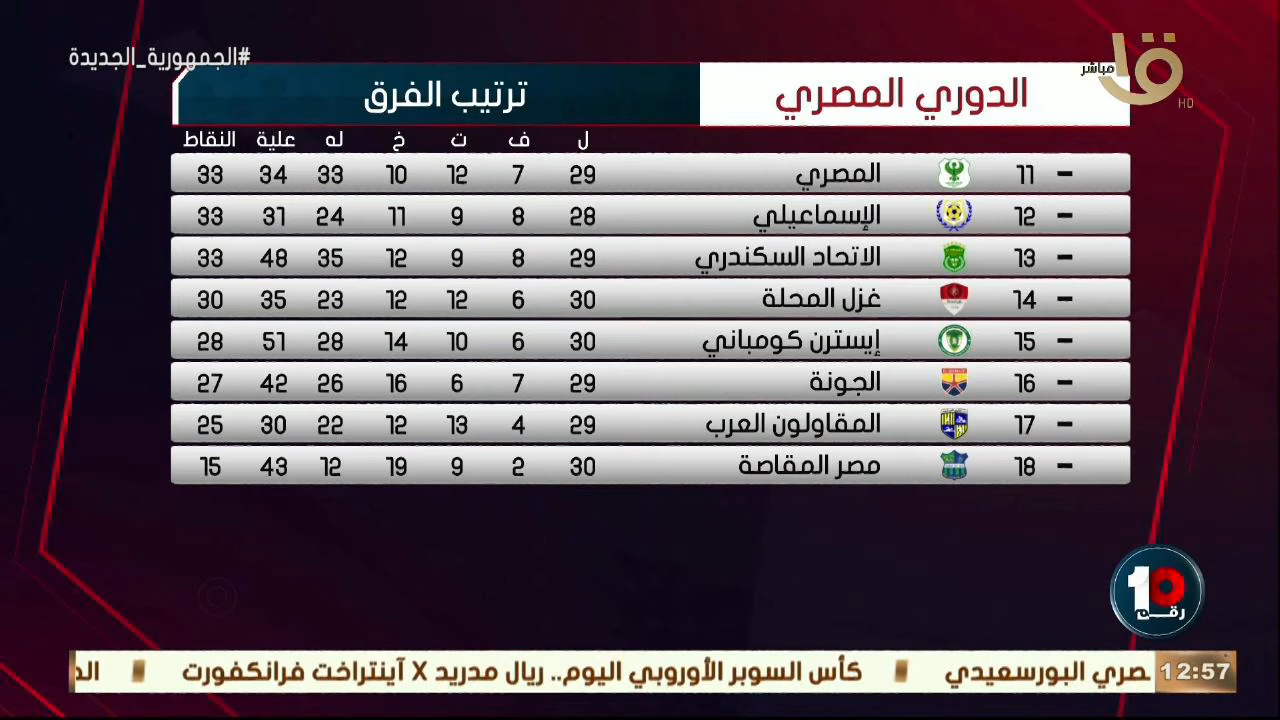 #الجمهورية_الجديدة
مباشر
HD
الدوري المصري
ترتيب الفرق
ل ف ت خ له علية النقاط
- 11 المصري 29 7 12 10 33 34 33
- 12 الإسماعيلي 28 8 9 11 24 31 33
- 13 الاتحاد السكندري 29 8 9 12 35 48 33
- 14 غزل المحلة 30 6 12 12 23 35 30
- 15 إيسترن كومباني 30 6 10 14 28 51 28
- 16 الجونة 29 7 6 16 26 42 27
- 17 المقاولون العرب 29 4 13 12 22 30 25
- 18 مصر المقاصة 30 2 9 19 12 43 15
رقم 10
12:57 صري البورسعيدي كأس السوبر الأوروبي اليوم.. ريال مدريد X آينتراخت فرانكفورت